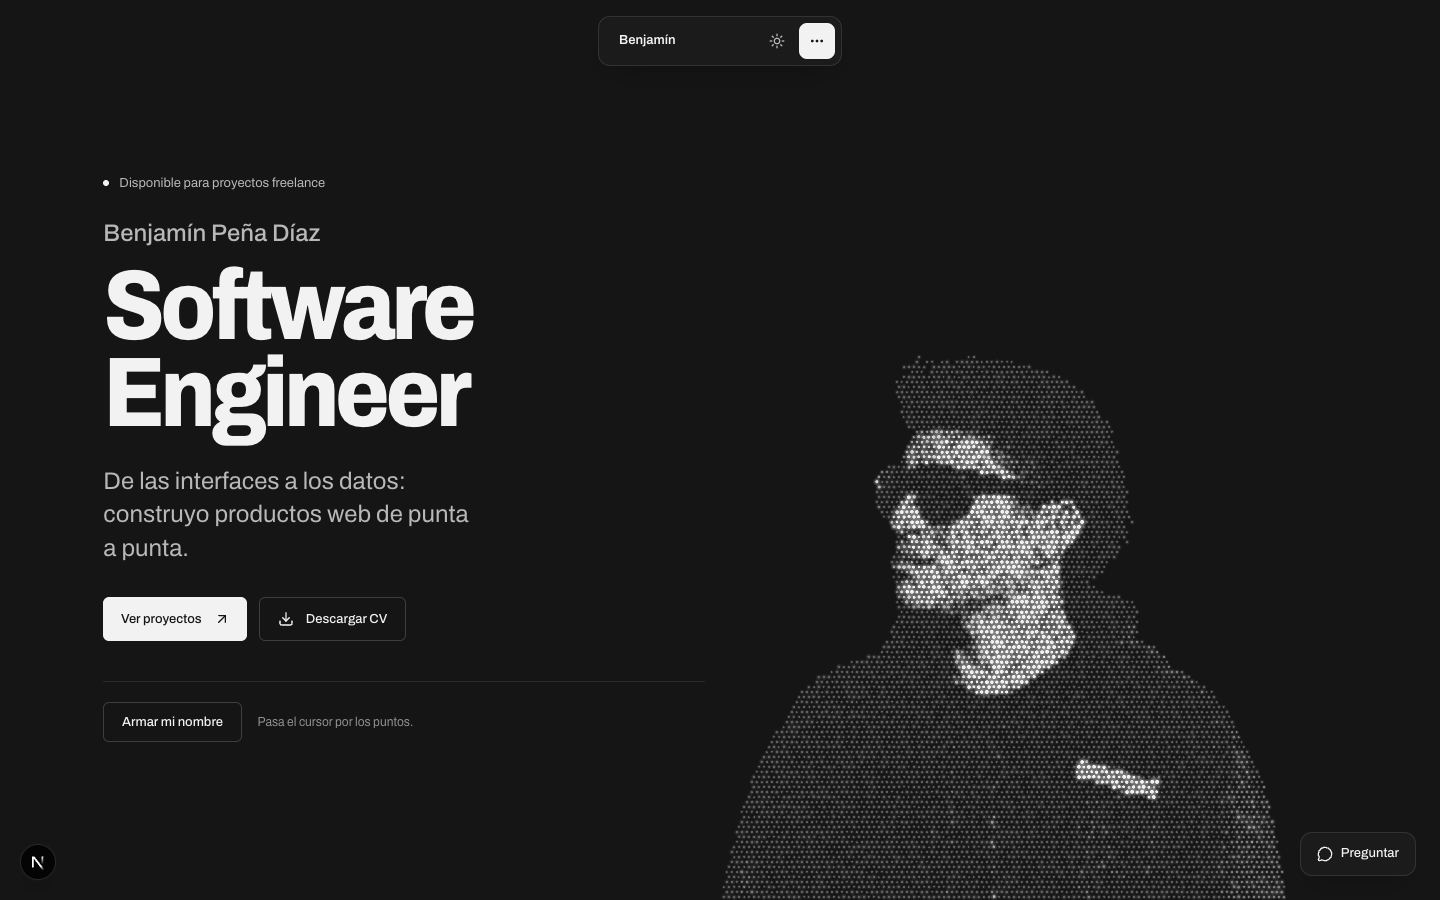 Benjamín
Disponible para proyectos freelance
Benjamín Peña Díaz
Software
Engineer
De las interfaces a los datos:
construyo productos web de punta
a punta.
Ver proyectos
Descargar CV
Armar mi nombre
Pasa el cursor por los puntos.
N
Preguntar